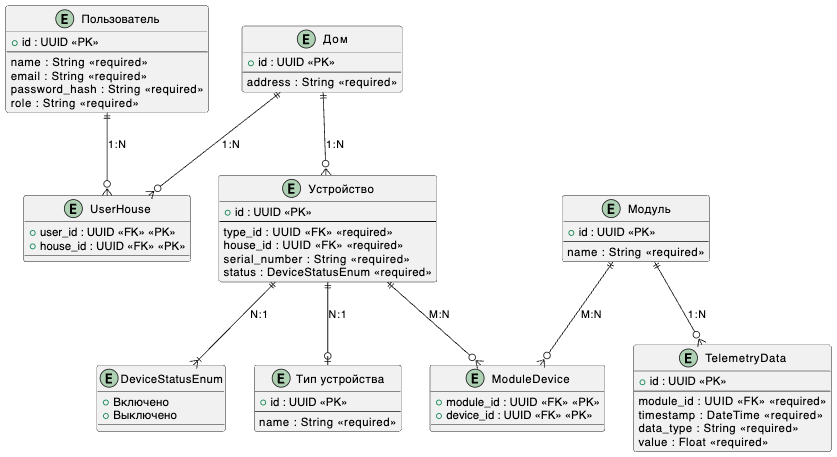 E Пользователь
id : UUID «PK»
name : String «required»
email : String «required»
password_hash : String «required»
role : String «required»
E Дом
id : UUID «PK»
address : String «required»
1:N
1:N
1:N
E UserHouse
user_id : UUID «FK» «PK»
house_id : UUID «FK» «PK»
E Устройство
id : UUID «PK»
type_id : UUID «FK» «required»
house_id : UUID «FK» «required»
serial_number : String «required»
status : DeviceStatusEnum «required»
E Модуль
id : UUID «PK»
name : String «required»
N:1
N:1
M:N
M:N
1:N
E DeviceStatusEnum
Включено
Выключено
E Тип устройства
id : UUID «PK»
name : String «required»
E ModuleDevice
module_id : UUID «FK» «PK»
device_id : UUID «FK» «PK»
E TelemetryData
id : UUID «PK»
module_id : UUID «FK» «required»
timestamp : DateTime «required»
data_type : String «required»
value : Float «required»